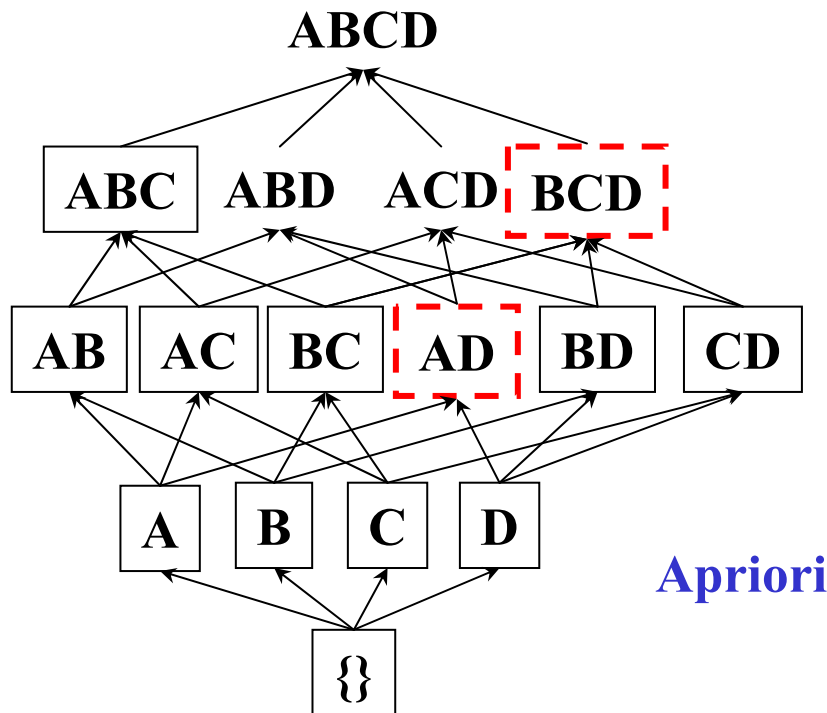 ABCD
ABC ABD ACD BCD
AB AC BC AD BD CD
A B C D
Apriori
{}